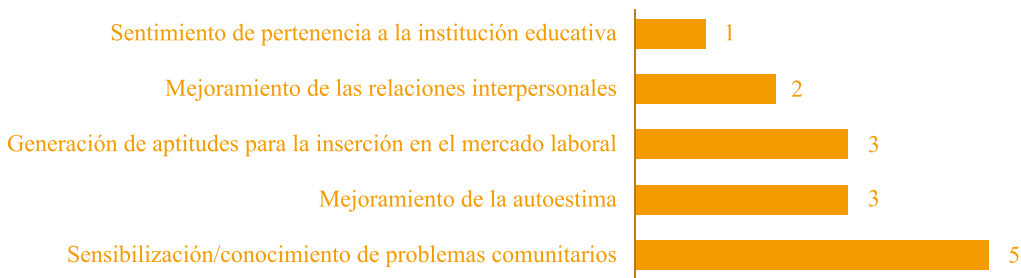 Sentimiento de pertenencia a la institución educativa 1
Mejoramiento de las relaciones interpersonales 2
Generación de aptitudes para la inserción en el mercado laboral 3
Mejoramiento de la autoestima 3
Sensibilización/conocimiento de problemas comunitarios 5